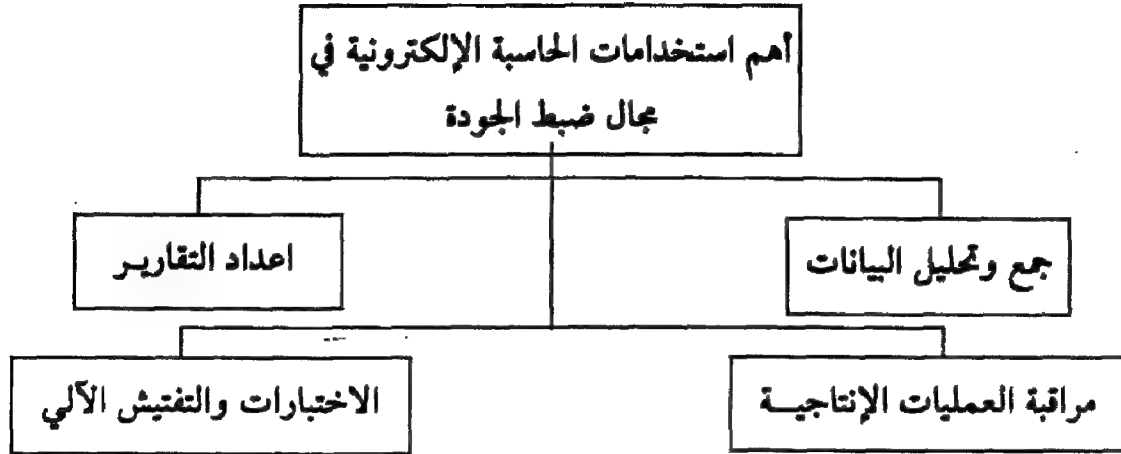 أهم استخدامات الحاسبة الإلكترونية في
مجال ضبط الجودة
جمع وتحليل البيانات
اعداد التقارير
مراقبة العمليات الإنتاجية
الاختبارات والتفتيش الآلي